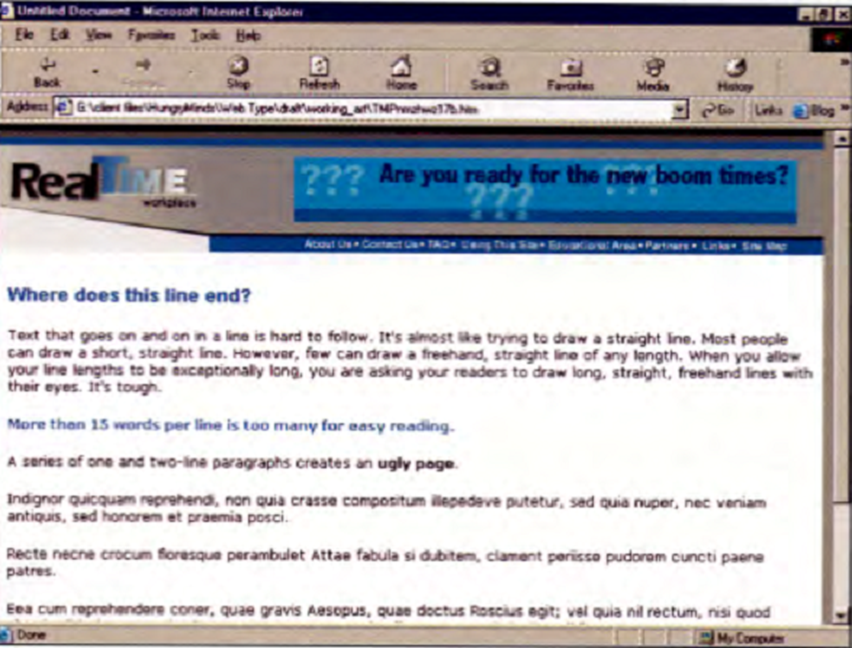 Untitled Document - Microsoft Internet Explorer
File Edit View Favorites Tools Help
Back Stop Refresh Home Search Favorites Media History
Address G:\client files\HungryMinds\Web Type\draft\working_art\ Go Links Blog
RealTIME
workplace
??? Are you ready for the new boom times? ???
???
About Us • Contact Us • FAQ • Using This Site • Educational Area • Partners • Links • Site Map
Where does this line end?
Text that goes on and on in a line is hard to follow. It's almost like trying to draw a straight line. Most people
can draw a short, straight line. However, few can draw a freehand, straight line of any length. When you allow
your line lengths to be exceptionally long, you are asking your readers to draw long, straight, freehand lines with
their eyes. It's tough.
More than 15 words per line is too many for easy reading.
A series of one and two-line paragraphs creates an ugly page.
Indignor quicquam reprehendi, non quia crasse compositum illepedeve putetur, sed quia nuper, nec veniam
antiquis, sed honorem et praemia posci.
Recte necne crocum floresque perambulet Attae fabula si dubitem, clament periisse pudorem cuncti paene
patres.
Eea cum reprehendere coner, quae gravis Aesopus, quae doctus Roscius egit; vel quia nil rectum, nisi quod
Done My Computer